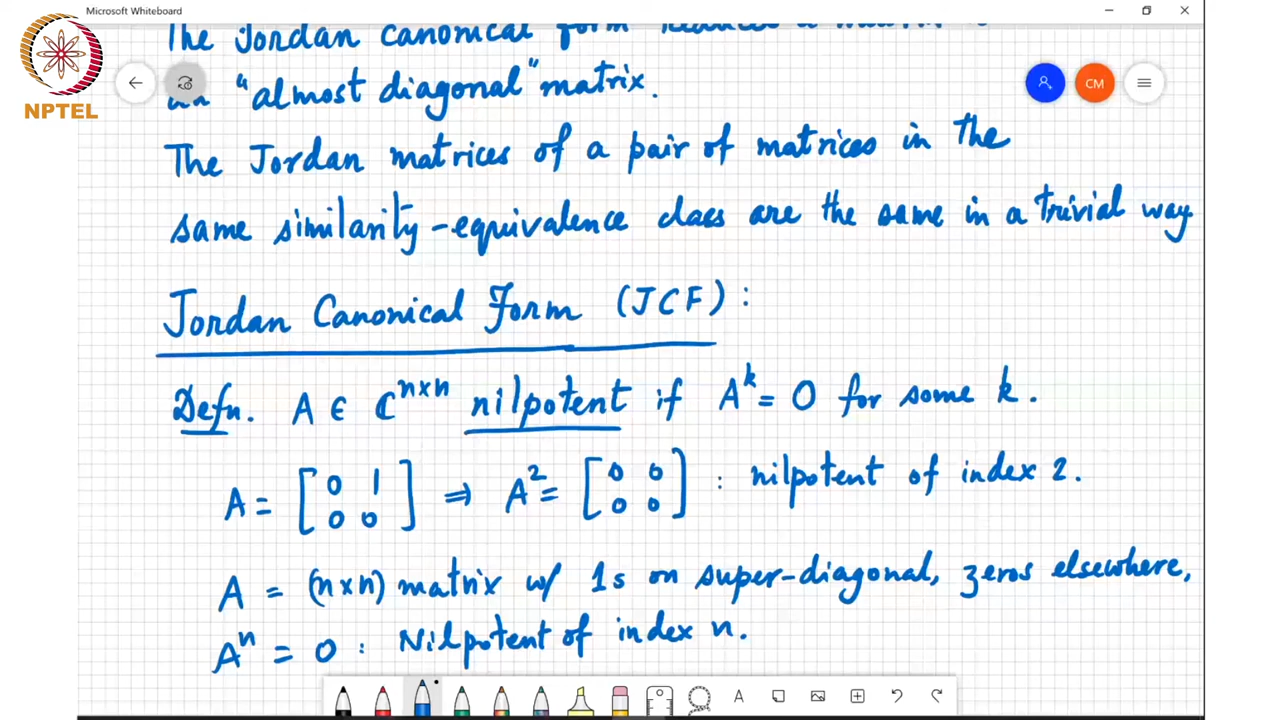 Microsoft Whiteboard
NPTEL
CM
The Jordan canonical form
"almost diagonal" matrix.
The Jordan matrices of a pair of matrices in the
same similarity-equivalence class are the same in a trivial way
Jordan Canonical Form (JCF):
Defn. A ∈ ℂ^{n×n} nilpotent if A^k = 0 for some k.
A = [0 1; 0 0] ⇒ A^2 = [0 0; 0 0] : nilpotent of index 2.
A = (n×n) matrix w/ 1s on super-diagonal, zeros elsewhere,
A^n = 0 : Nilpotent of index n.
A